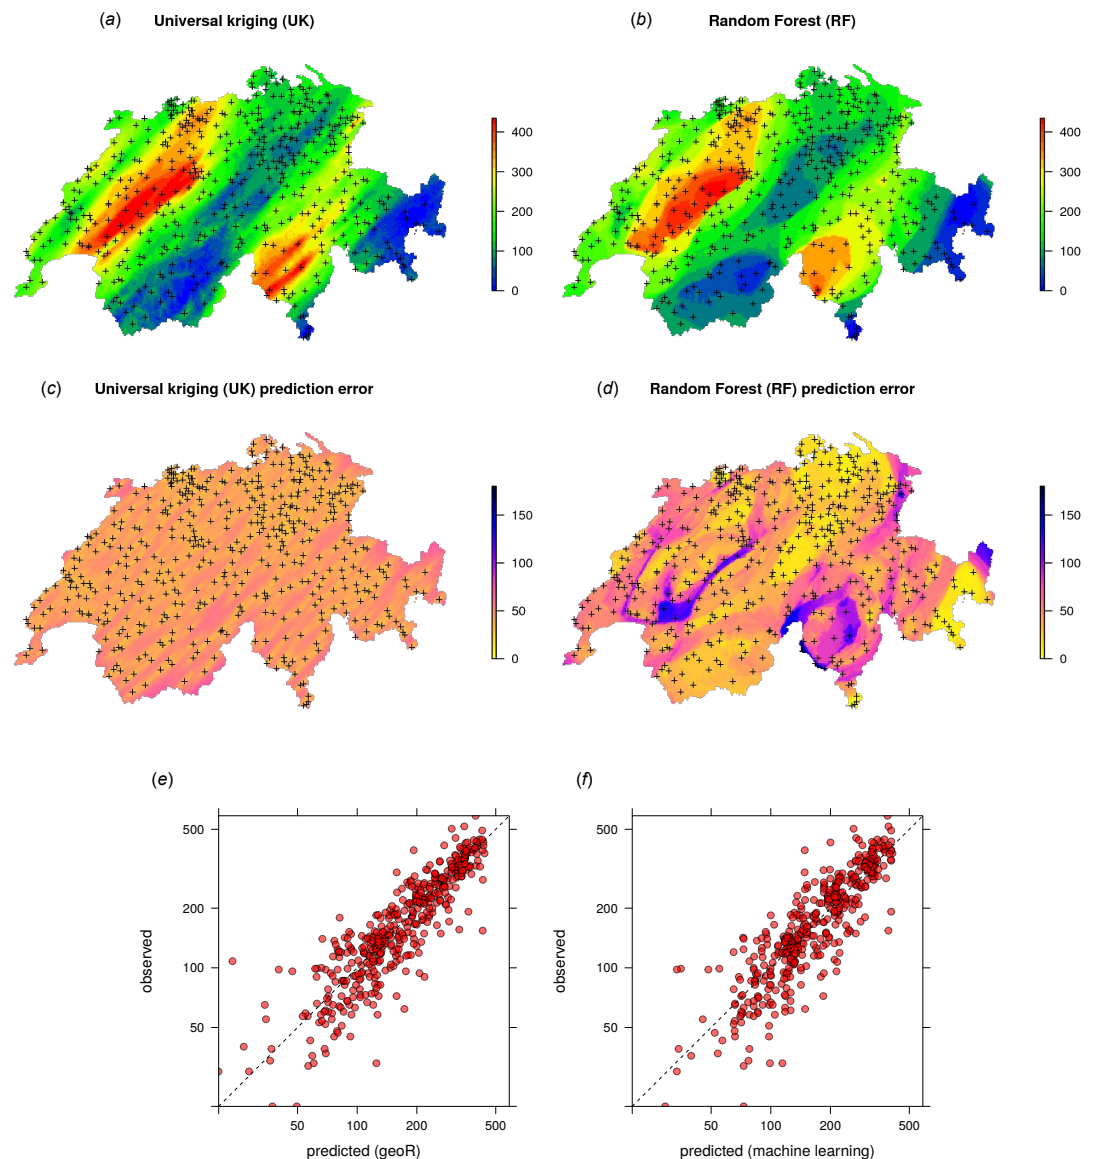 (a) Universal kriging (UK)
(b) Random Forest (RF)
400
300
200
100
0
400
300
200
100
0
(c) Universal kriging (UK) prediction error
(d) Random Forest (RF) prediction error
150
100
50
0
150
100
50
0
(e)
(f)
500
200
100
50
observed
50 100 200 500
predicted (geoR)
500
200
100
50
observed
50 100 200 500
predicted (machine learning)